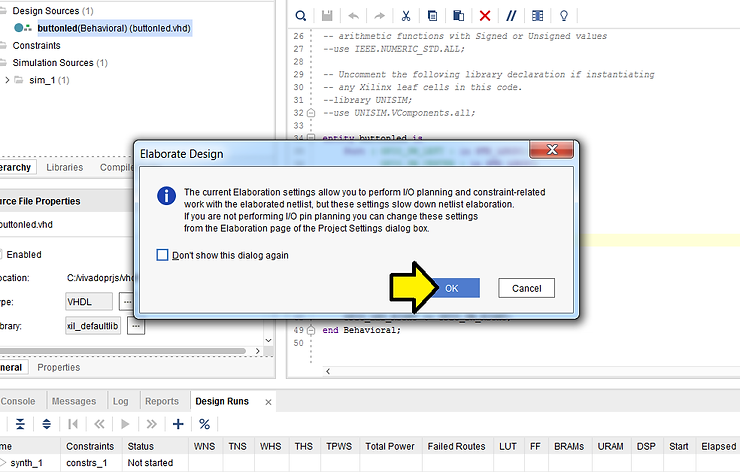 Design Sources (1)
buttonled(Behavioral) (buttonled.vhd)
Constraints
Simulation Sources (1)
sim_1 (1)
erarchy
Libraries
Compile
urce File Properties
buttonled.vhd
Enabled
ocation:
C:/vivadoprjs/vhd
ype:
VHDL
...
brary:
xil_defaultlib
...
eneral
Properties
26 -- arithmetic functions with Signed or Unsigned values
27 --use IEEE.NUMERIC_STD.ALL;
28
29 -- Uncomment the following library declaration if instantiating
30 -- any Xilinx leaf cells in this code.
31 --library UNISIM;
32 --use UNISIM.VComponents.all;
33
34 entity buttonled is
Elaborate Design
The current Elaboration settings allow you to perform I/O planning and constraint-related
work with the elaborated netlist, but these settings slow down netlist elaboration.
If you are not performing I/O pin planning you can change these settings
from the Elaboration page of the Project Settings dialog box.
Don't show this dialog again
OK
Cancel
49 end Behavioral;
50
Console
Messages
Log
Reports
Design Runs
me Constraints Status WNS TNS WHS THS TPWS Total Power Failed Routes LUT FF BRAMs URAM DSP Start Elapsed
synth_1 constrs_1 Not started